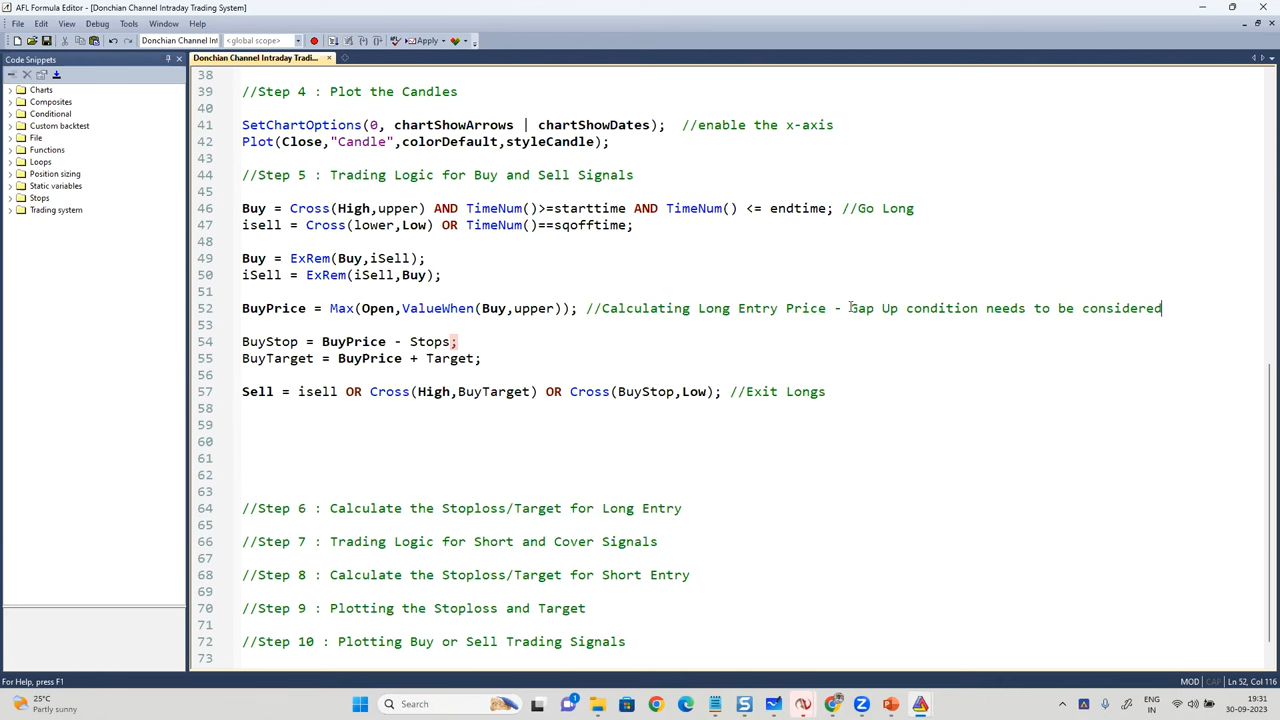 AFL Formula Editor - [Donchian Channel Intraday Trading System]
File Edit View Debug Tools Window Help
Donchian Channel Int <global scope> Apply
Code Snippets
Donchian Channel Intraday Tradi...
Charts
Composites
Conditional
Custom backtest
File
Functions
Loops
Position sizing
Static variables
Stops
Trading system
38
39 //Step 4 : Plot the Candles
40
41 SetChartOptions(0, chartShowArrows | chartShowDates); //enable the x-axis
42 Plot(Close,"Candle",colorDefault,styleCandle);
43
44 //Step 5 : Trading Logic for Buy and Sell Signals
45
46 Buy = Cross(High,upper) AND TimeNum()>=starttime AND TimeNum() <= endtime; //Go Long
47 isell = Cross(lower,Low) OR TimeNum()==sqofftime;
48
49 Buy = ExRem(Buy,iSell);
50 iSell = ExRem(iSell,Buy);
51
52 BuyPrice = Max(Open,ValueWhen(Buy,upper)); //Calculating Long Entry Price - Gap Up condition needs to be considered
53
54 BuyStop = BuyPrice - Stops;
55 BuyTarget = BuyPrice + Target;
56
57 Sell = isell OR Cross(High,BuyTarget) OR Cross(BuyStop,Low); //Exit Longs
58
59
60
61
62
63
64 //Step 6 : Calculate the Stoploss/Target for Long Entry
65
66 //Step 7 : Trading Logic for Short and Cover Signals
67
68 //Step 8 : Calculate the Stoploss/Target for Short Entry
69
70 //Step 9 : Plotting the Stoploss and Target
71
72 //Step 10 : Plotting Buy or Sell Trading Signals
73
For Help, press F1
MOD CAP Ln 52, Col 116
25°C
Partly sunny
Search
ENG
IN
19:31
30-09-2023